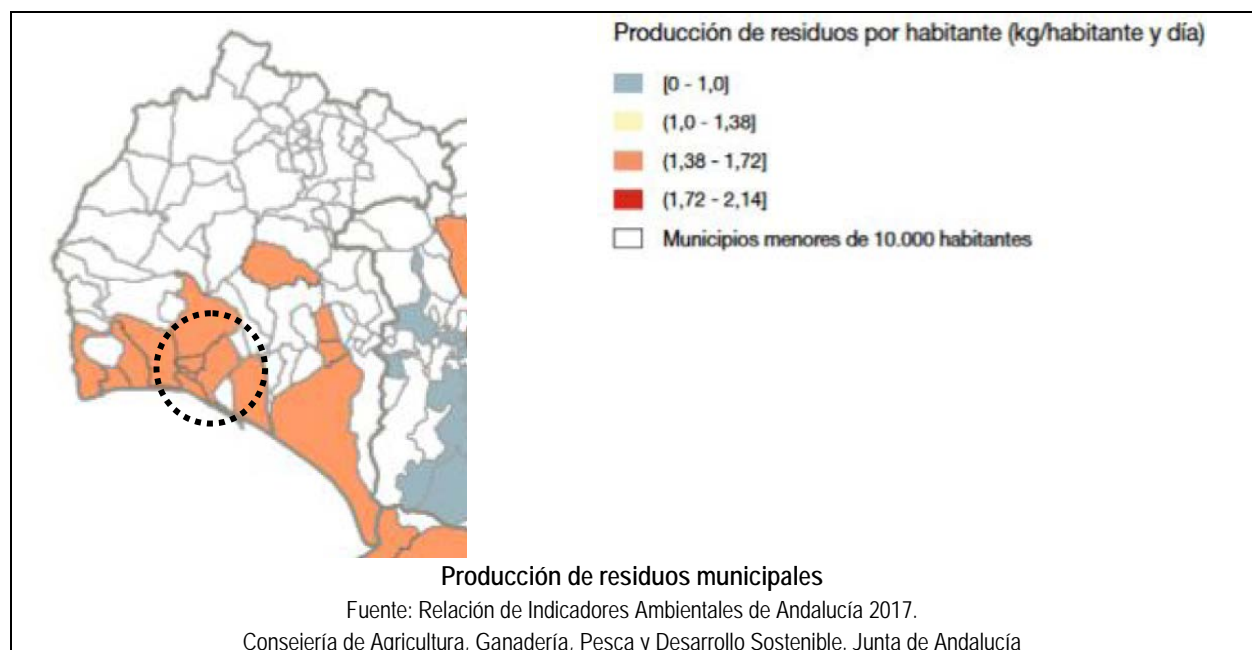 Producción de residuos por habitante (kg/habitante y día)
[0 - 1,0]
(1,0 - 1,38]
(1,38 - 1,72]
(1,72 - 2,14]
Municipios menores de 10.000 habitantes
Producción de residuos municipales
Fuente: Relación de Indicadores Ambientales de Andalucía 2017.
Consejería de Agricultura, Ganadería, Pesca y Desarrollo Sostenible. Junta de Andalucía